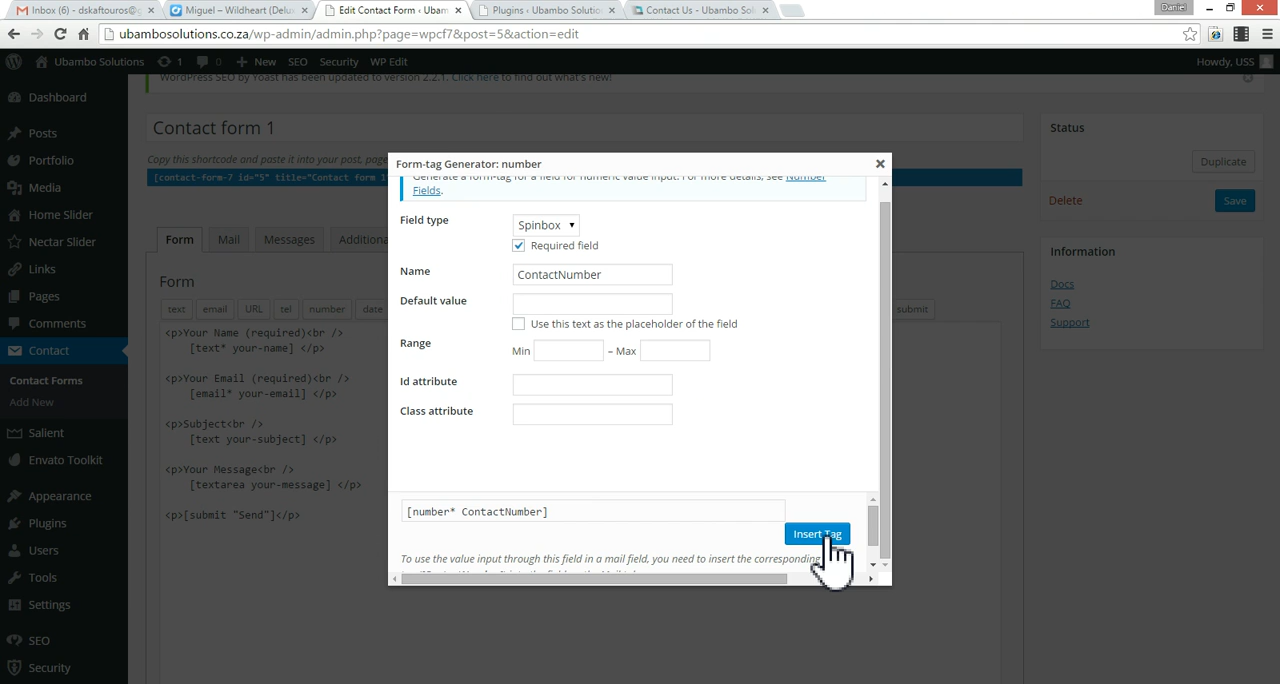 Inbox (6) - dskaftouros@g
Miguel – Wildheart (Delu
Edit Contact Form ‹ Ubam
Plugins ‹ Ubambo Solutio
Contact Us - Ubambo Sol
Daniel
ubambosolutions.co.za/wp-admin/admin.php?page=wpcf7&post=5&action=edit
Ubambo Solutions
1
0
New
SEO
Security
WP Edit
Howdy, USS
WordPress SEO by Yoast has been updated to version 2.2.1. Click here to find out what's new!
Dashboard
Posts
Portfolio
Media
Home Slider
Nectar Slider
Links
Pages
Comments
Contact
Contact Forms
Add New
Salient
Envato Toolkit
Appearance
Plugins
Users
Tools
Settings
SEO
Security
Contact form 1
Copy this shortcode and paste it into your post, page
[contact-form-7 id="5" title="Contact form 1
Form
Mail
Messages
Additiona
Form
text
email
URL
tel
number
date
submit
<p>Your Name (required)<br />
[text* your-name] </p>
<p>Your Email (required)<br />
[email* your-email] </p>
<p>Subject<br />
[text your-subject] </p>
<p>Your Message<br />
[textarea your-message] </p>
<p>[submit "Send"]</p>
Form-tag Generator: number
Generate a form-tag for a field for numeric value input. For more details, see Number
Fields.
Field type
Spinbox
Required field
Name
ContactNumber
Default value
Use this text as the placeholder of the field
Range
Min
– Max
Id attribute
Class attribute
[number* ContactNumber]
Insert Tag
To use the value input through this field in a mail field, you need to insert the corresponding
Status
Duplicate
Delete
Save
Information
Docs
FAQ
Support